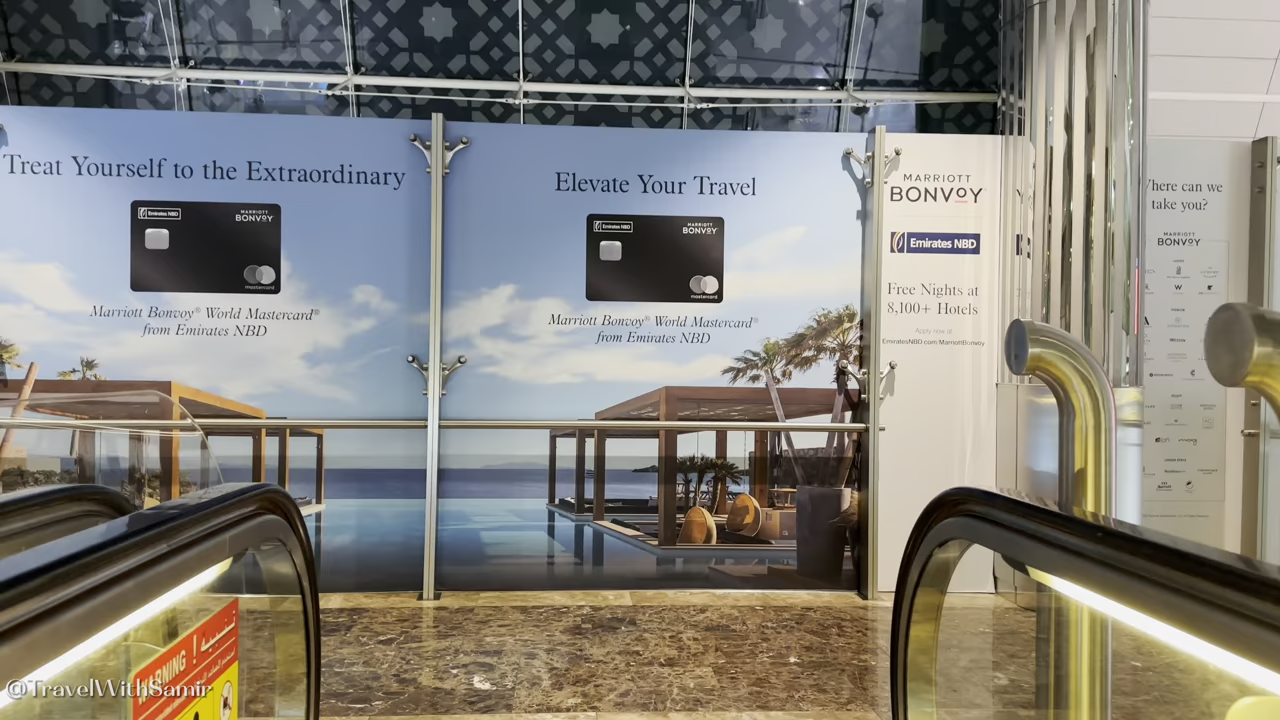 Treat Yourself to the Extraordinary
Emirates NBD
MARRIOTT
BONVOY
mastercard
Marriott Bonvoy® World Mastercard®
from Emirates NBD
Elevate Your Travel
Emirates NBD
MARRIOTT
BONVOY
mastercard
Marriott Bonvoy® World Mastercard®
from Emirates NBD
MARRIOTT
BONVOY
Emirates NBD
Free Nights at
8,100+ Hotels
Apply now at
EmiratesNBD.com/MarriottBonvoy
here can we
take you?
MARRIOTT
BONVOY
W
WARNING !
تنبيه !
@TravelWithSamir